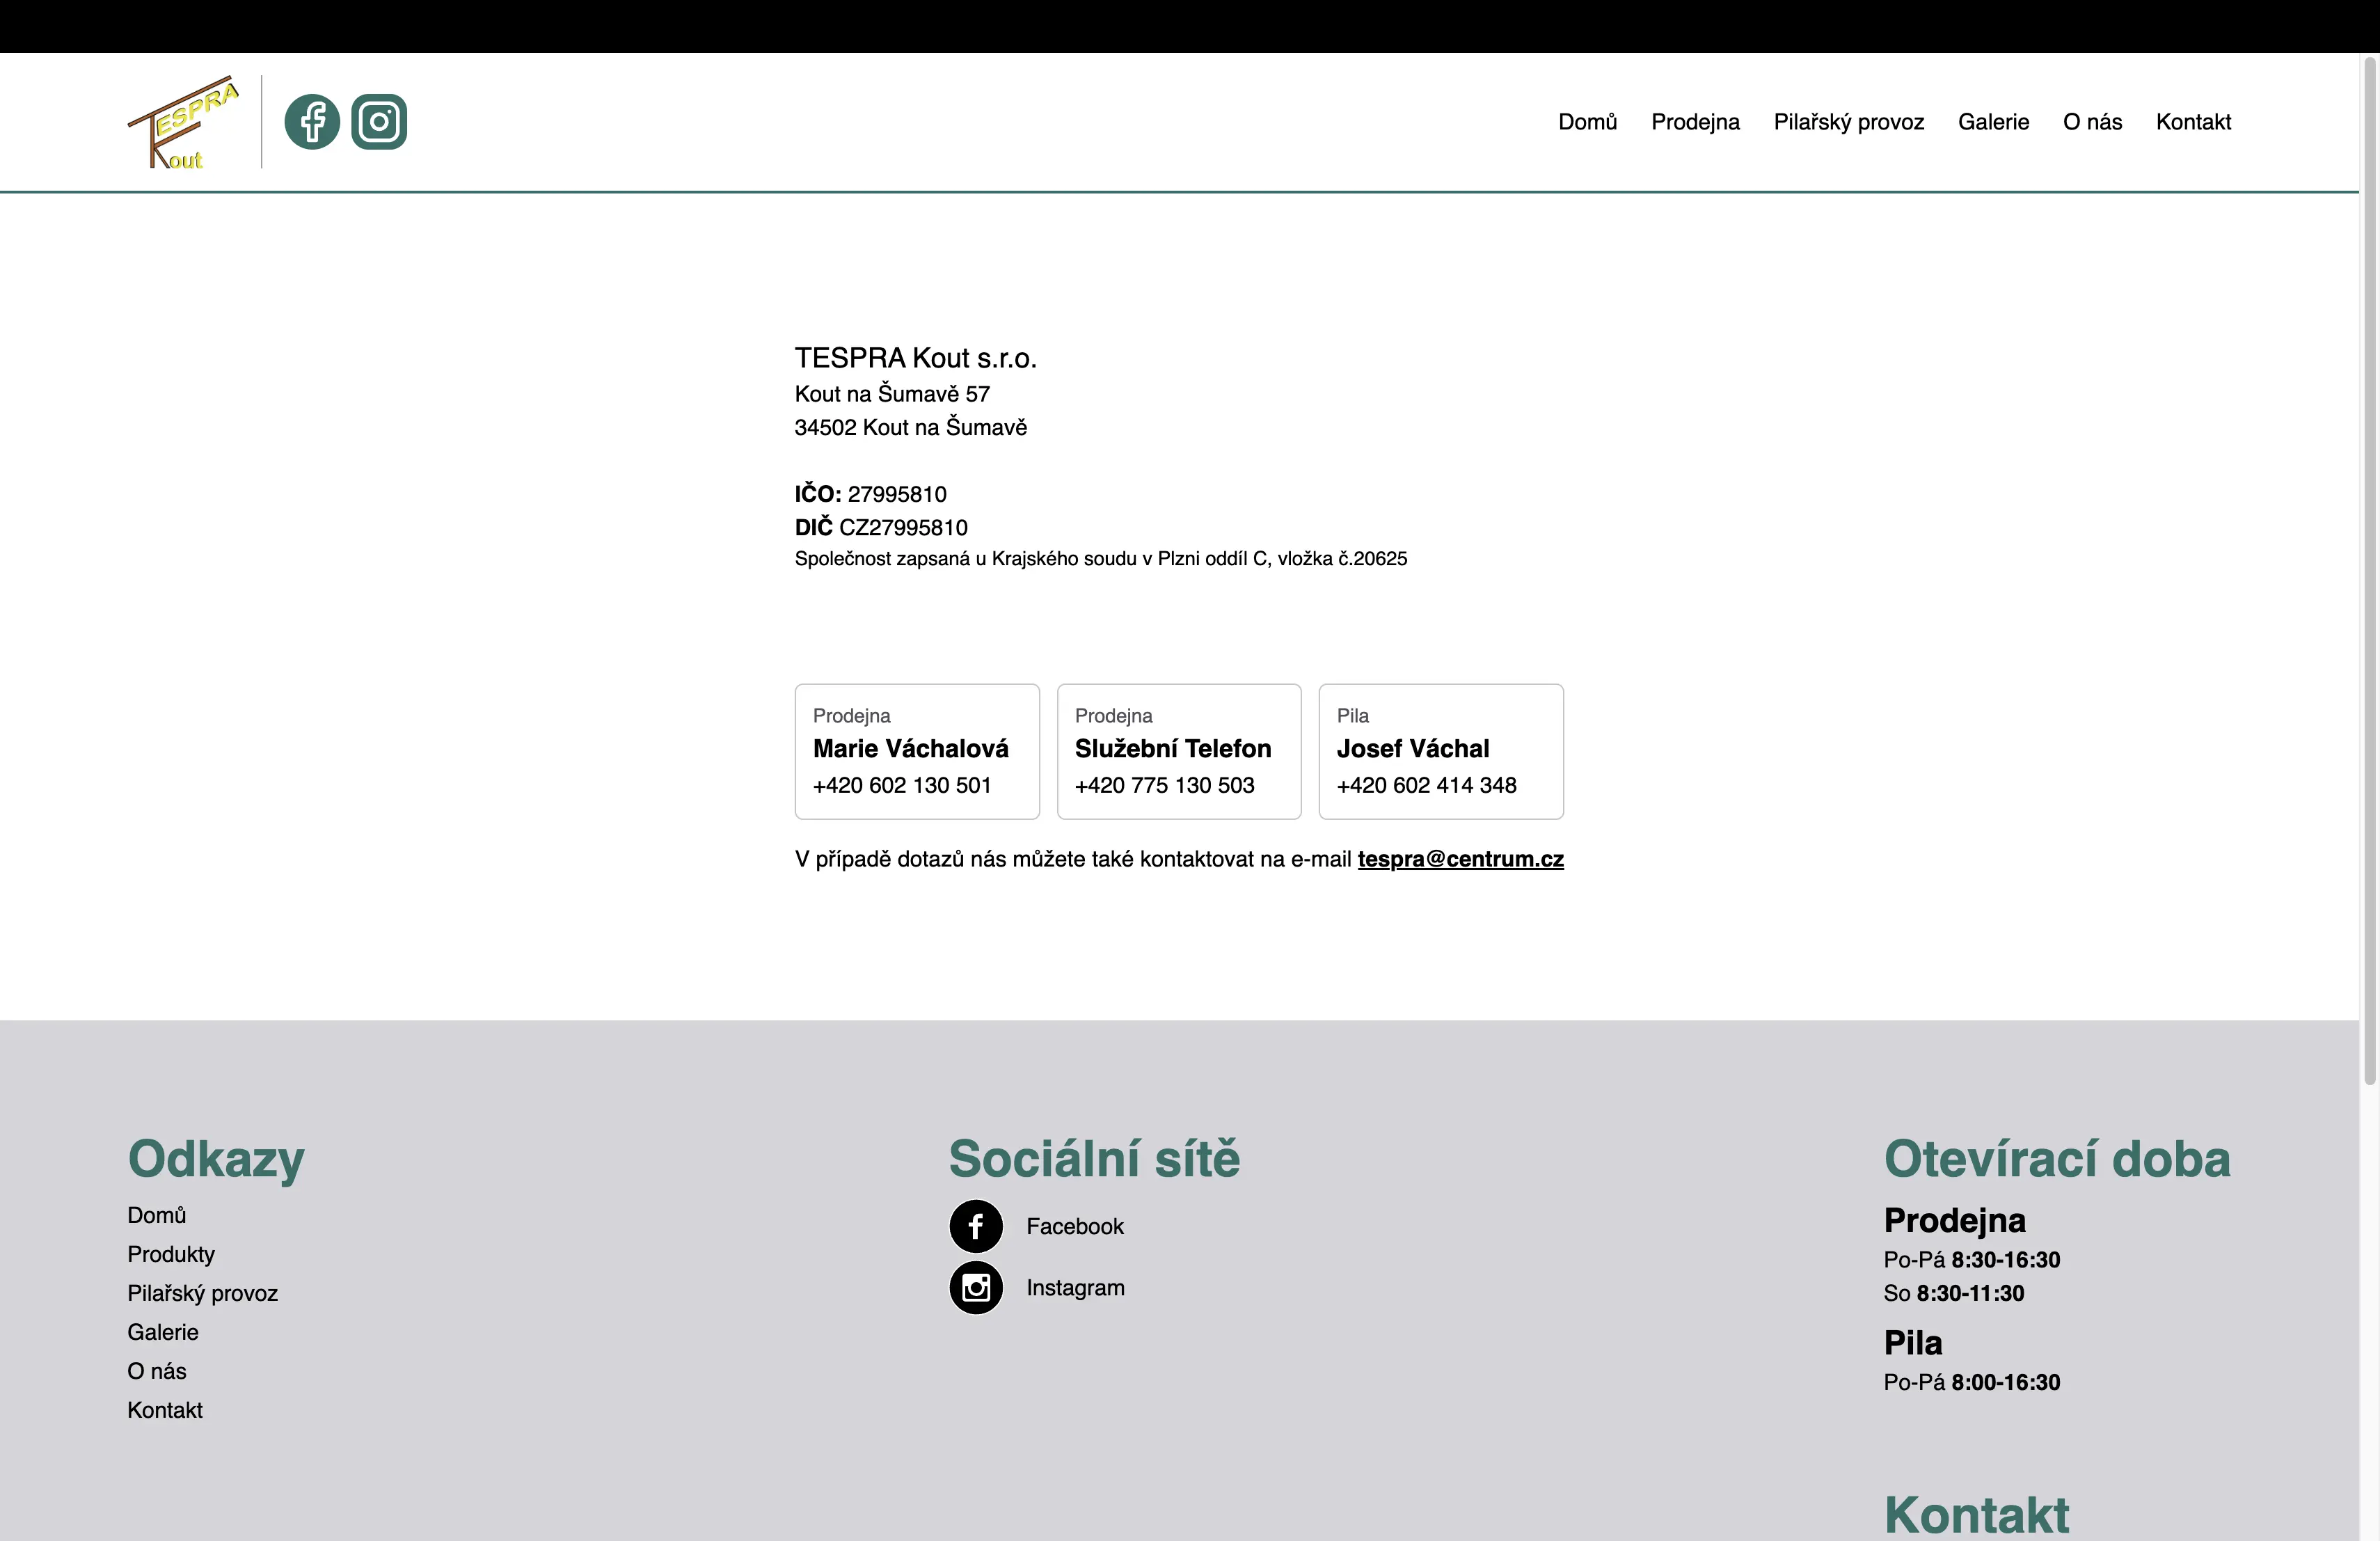 TESPRA
Kout
Domů Prodejna Pilařský provoz Galerie O nás Kontakt
TESPRA Kout s.r.o.
Kout na Šumavě 57
34502 Kout na Šumavě
IČO: 27995810
DIČ CZ27995810
Společnost zapsaná u Krajského soudu v Plzni oddíl C, vložka č.20625
Prodejna
Marie Váchalová
+420 602 130 501
Prodejna
Služební Telefon
+420 775 130 503
Pila
Josef Váchal
+420 602 414 348
V případě dotazů nás můžete také kontaktovat na e-mail tespra@centrum.cz
Odkazy
Domů
Produkty
Pilařský provoz
Galerie
O nás
Kontakt
Sociální sítě
Facebook
Instagram
Otevírací doba
Prodejna
Po-Pá 8:30-16:30
So 8:30-11:30
Pila
Po-Pá 8:00-16:30
Kontakt